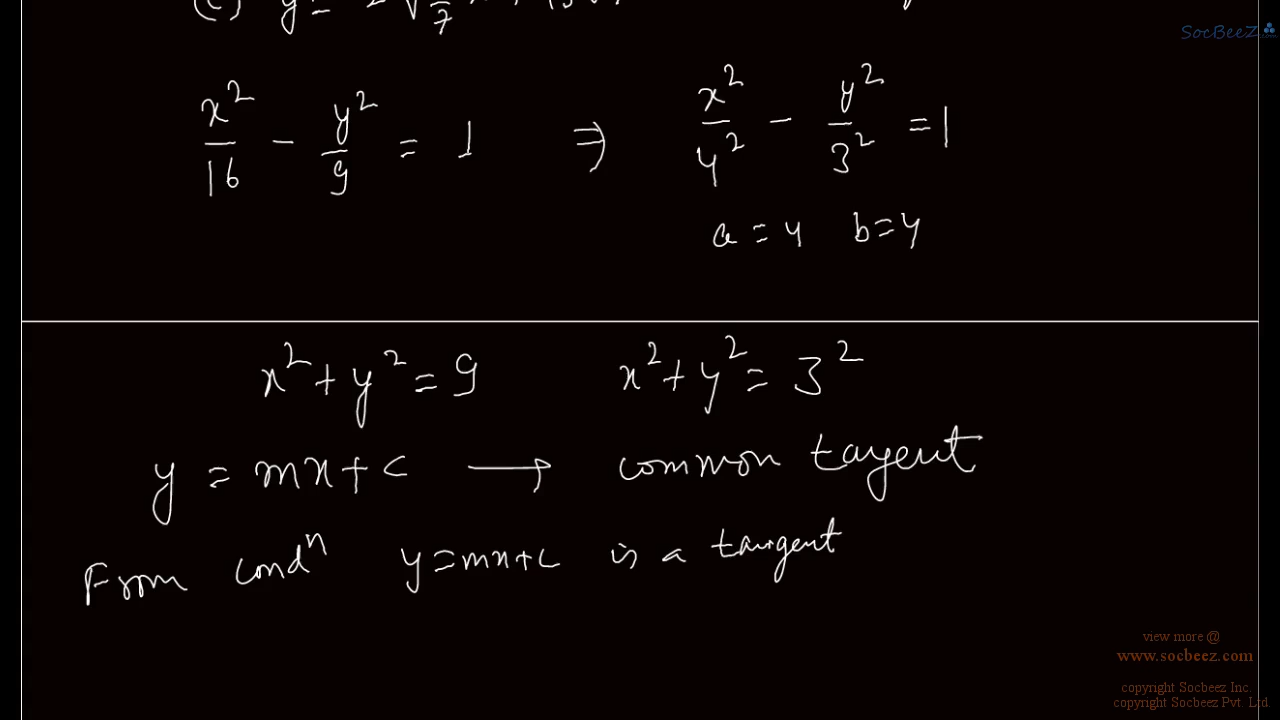 SocBeeZ
x²/16 - y²/9 = 1 ⇒ x²/4² - y²/3² = 1
a = 4 b = 4
x² + y² = 9 x² + y² = 3²
y = mx + c → common tangent
From condⁿ y = mx + c is a tangent
view more @
www.socbeez.com
copyright Socbeez Inc.
copyright Socbeez Pvt. Ltd.